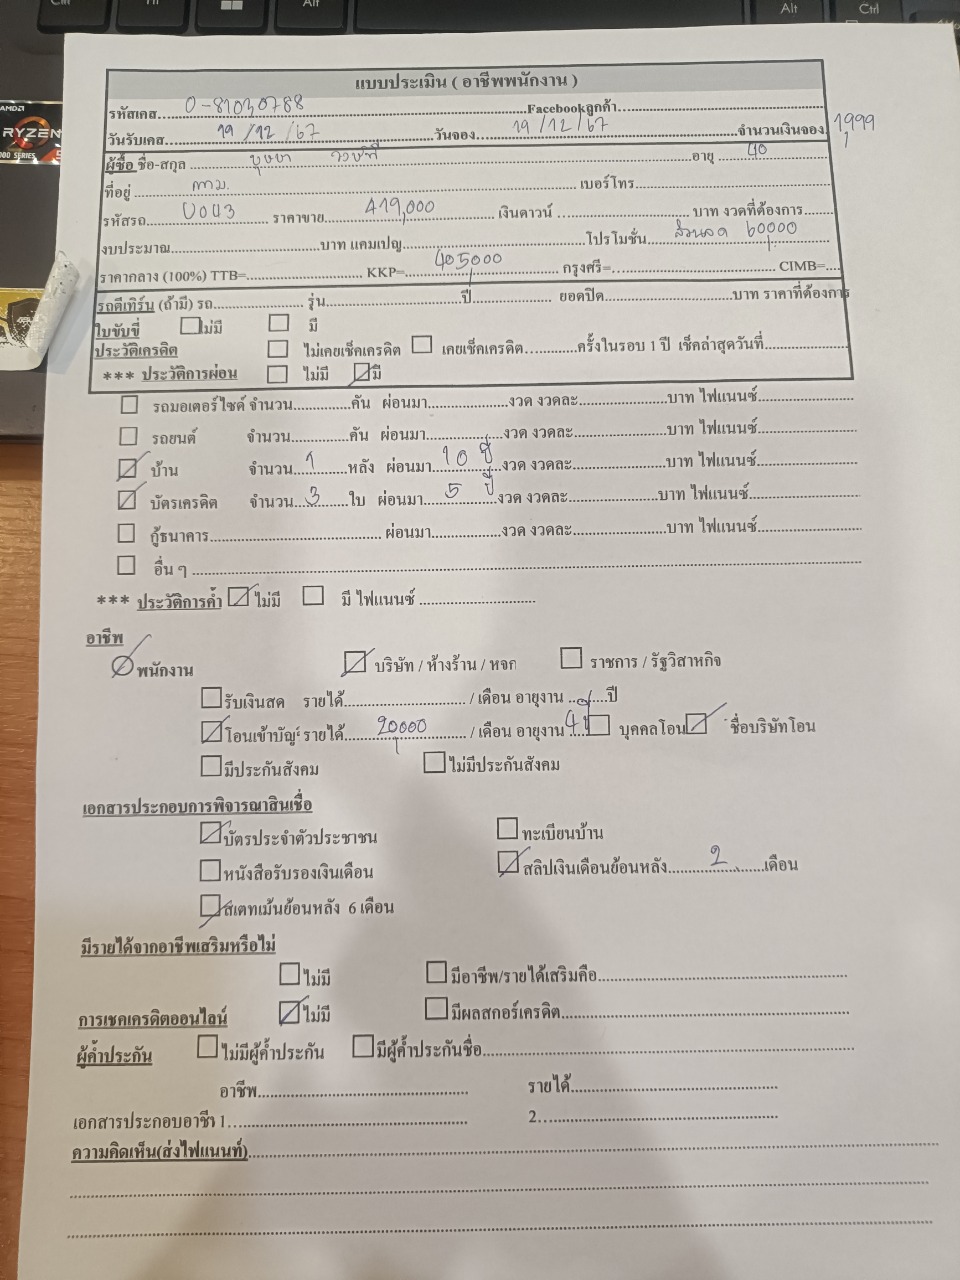 Alt
Alt
Ctrl
AMD
RYZEN
SERIES
แบบประเมิน ( อาชีพพนักงาน )
รหัสเคส 0-81030788 Facebookลูกค้า
วันรับเคส 19/12/67 วันจอง 19/12/67 จำนวนเงินจอง 1,999
ผู้ซื้อ ชื่อ-สกุล บุษบา อายุ 40
ที่อยู่ กทม. เบอร์โทร
รหัสรถ U043 ราคาขาย 419,000 เงินดาวน์ บาท งวดที่ต้องการ
งบประมาณ บาท แคมเปญ โปรโมชั่น ส่วนลด 60,000
ราคากลาง (100%) TTB= KKP= 405,000 กรุงศรี= CIMB=
รถตีเทิร์น (ถ้ามี) รถ รุ่น ปี ยอดปิด บาท ราคาที่ต้องการ
ใบขับขี่ ไม่มี มี
ประวัติเครดิต ไม่เคยเช็คเครดิต เคยเช็คเครดิต ครั้งในรอบ 1 ปี เช็คล่าสุดวันที่
*** ประวัติการผ่อน ไม่มี มี
รถมอเตอร์ไซค์ จำนวน คัน ผ่อนมา งวด งวดละ บาท ไฟแนนซ์
รถยนต์ จำนวน คัน ผ่อนมา งวด งวดละ บาท ไฟแนนซ์
บ้าน จำนวน 1 หลัง ผ่อนมา 10 ปี งวด งวดละ บาท ไฟแนนซ์
บัตรเครดิต จำนวน 3 ใบ ผ่อนมา 5 ปี งวด งวดละ บาท ไฟแนนซ์
กู้ธนาคาร ผ่อนมา งวด งวดละ บาท ไฟแนนซ์
อื่น ๆ
*** ประวัติการค้ำ ไม่มี มี ไฟแนนซ์
อาชีพ
พนักงาน บริษัท / ห้างร้าน / หจก ราชการ / รัฐวิสาหกิจ
รับเงินสด รายได้ / เดือน อายุงาน ปี
โอนเข้าบัญชี รายได้ 20,000 / เดือน อายุงาน 4 ปี บุคคลโอน ชื่อบริษัทโอน
มีประกันสังคม ไม่มีประกันสังคม
เอกสารประกอบการพิจารณาสินเชื่อ
บัตรประจำตัวประชาชน ทะเบียนบ้าน
หนังสือรับรองเงินเดือน สลิปเงินเดือนย้อนหลัง 2 เดือน
สเตทเม้นย้อนหลัง 6 เดือน
มีรายได้จากอาชีพเสริมหรือไม่
ไม่มี มีอาชีพ/รายได้เสริมคือ
การเชคเครดิตออนไลน์ ไม่มี มีผลสกอร์เครดิต
ผู้ค้ำประกัน ไม่มีผู้ค้ำประกัน มีผู้ค้ำประกันชื่อ
อาชีพ รายได้
เอกสารประกอบอาชีพ 1 2
ความคิดเห็น(ส่งไฟแนนท์)